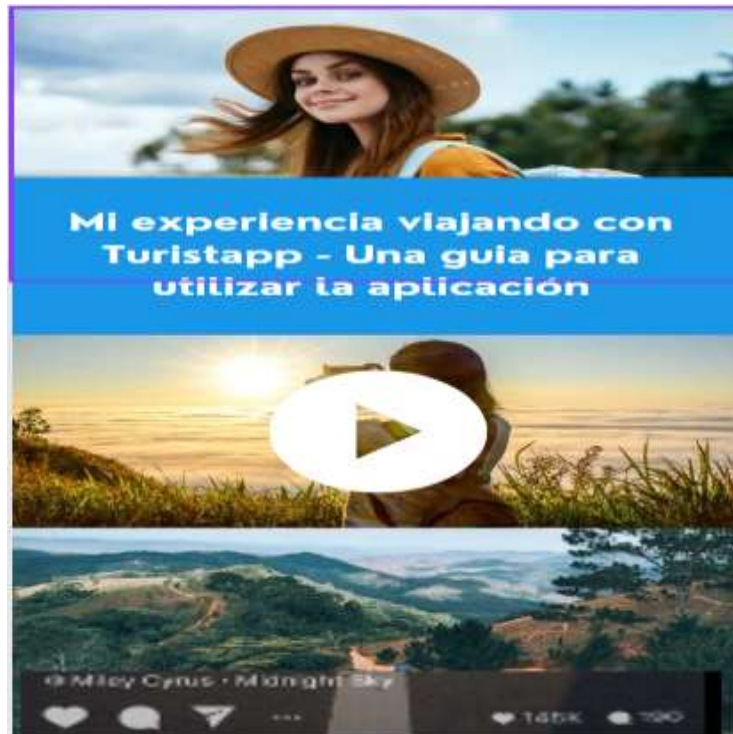 Mi experiencia viajando con
Turistapp - Una guia para
utilizar la aplicación
Miley Cyrus • Midnight Sky
145K 190